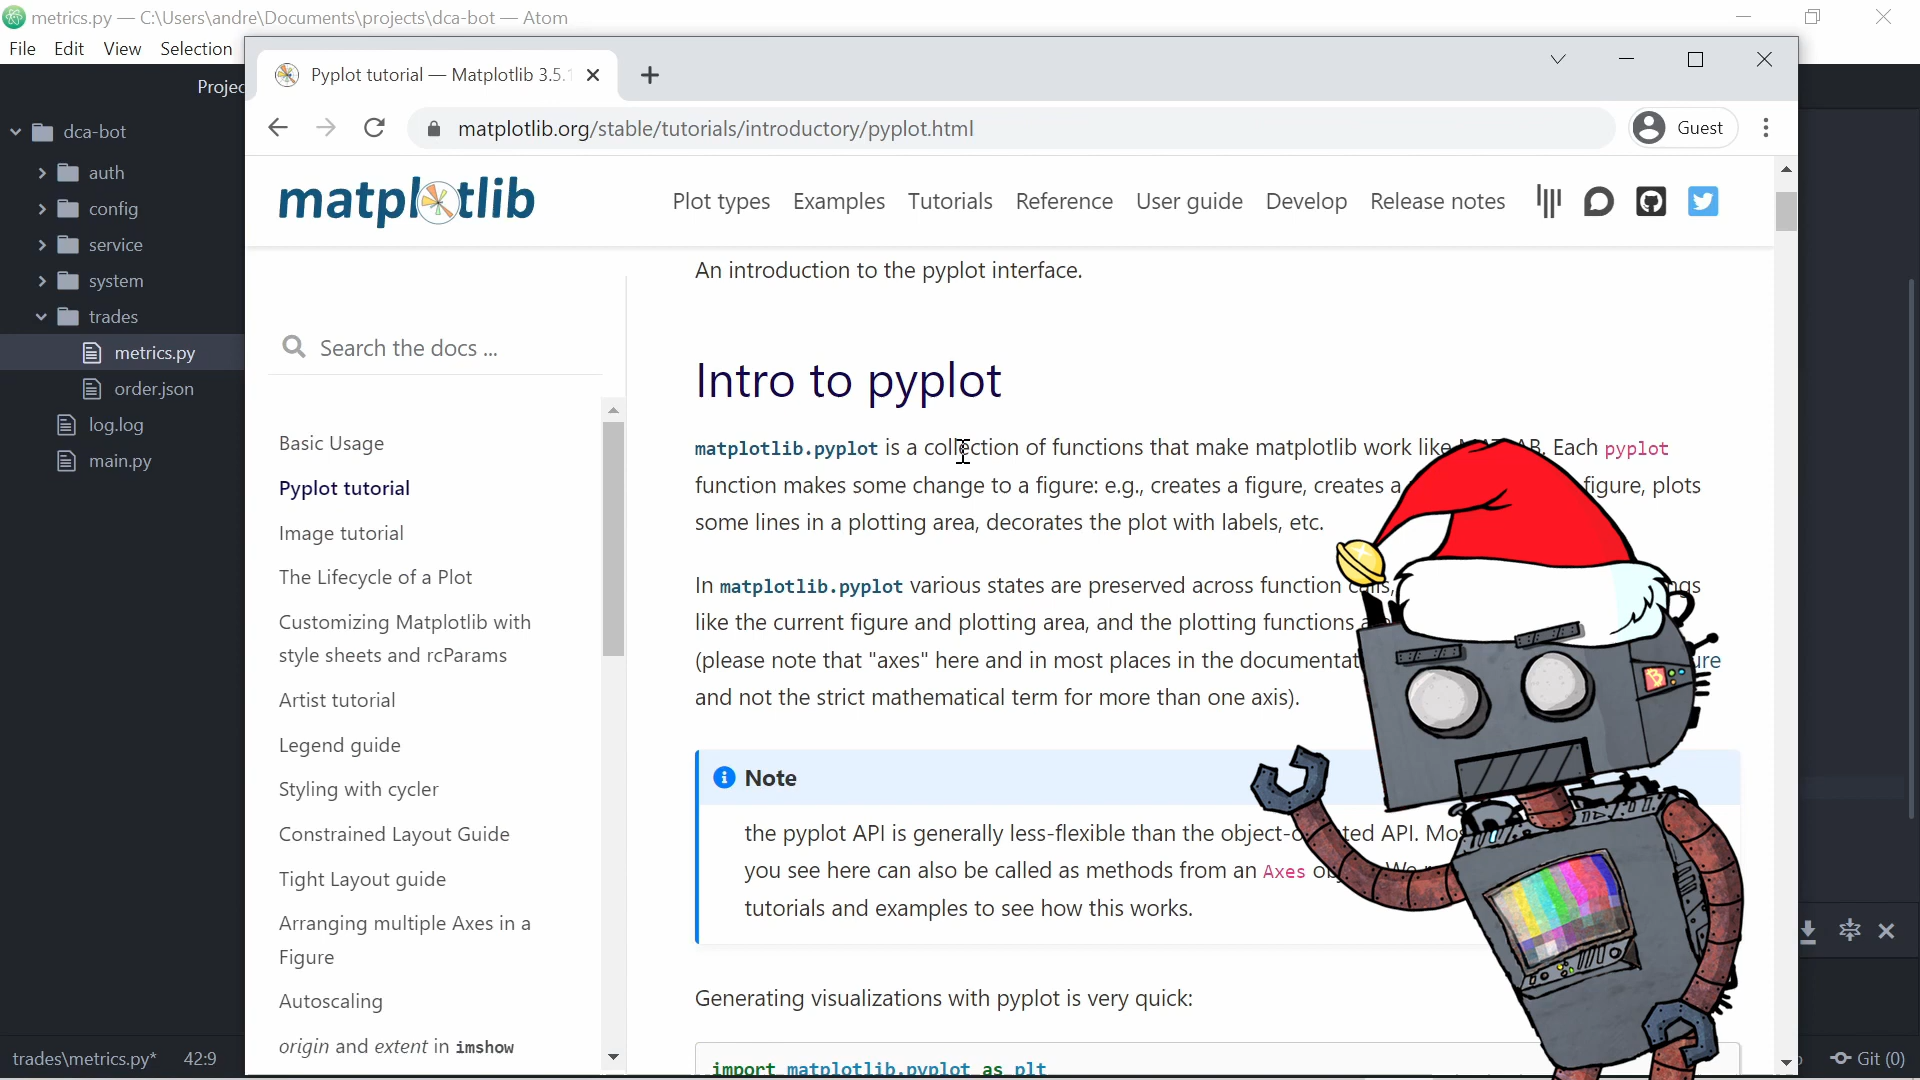 metrics.py — C:\Users\andre\Documents\projects\dca-bot — Atom
File Edit View Selection
Projec
dca-bot
auth
config
service
system
trades
metrics.py
order.json
log.log
main.py
trades\metrics.py* 42:9
Git (0)
Pyplot tutorial — Matplotlib 3.5.1
matplotlib.org/stable/tutorials/introductory/pyplot.html
Guest
matplotlib
Plot types Examples Tutorials Reference User guide Develop Release notes
Search the docs ...
Basic Usage
Pyplot tutorial
Image tutorial
The Lifecycle of a Plot
Customizing Matplotlib with
style sheets and rcParams
Artist tutorial
Legend guide
Styling with cycler
Constrained Layout Guide
Tight Layout guide
Arranging multiple Axes in a
Figure
Autoscaling
origin and extent in imshow
An introduction to the pyplot interface.
Intro to pyplot
matplotlib.pyplot is a collection of functions that make matplotlib work like MATLAB. Each pyplot
function makes some change to a figure: e.g., creates a figure, creates a figure, plots
some lines in a plotting area, decorates the plot with labels, etc.
In matplotlib.pyplot various states are preserved across function calls,
like the current figure and plotting area, and the plotting functions
(please note that "axes" here and in most places in the
and not the strict mathematical term for more than one axis).
Note
the pyplot API is generally less-flexible than the object-oriented API.
you see here can also be called as methods from an Axes
tutorials and examples to see how this works.
Generating visualizations with pyplot is very quick:
import matplotlib.pyplot as plt